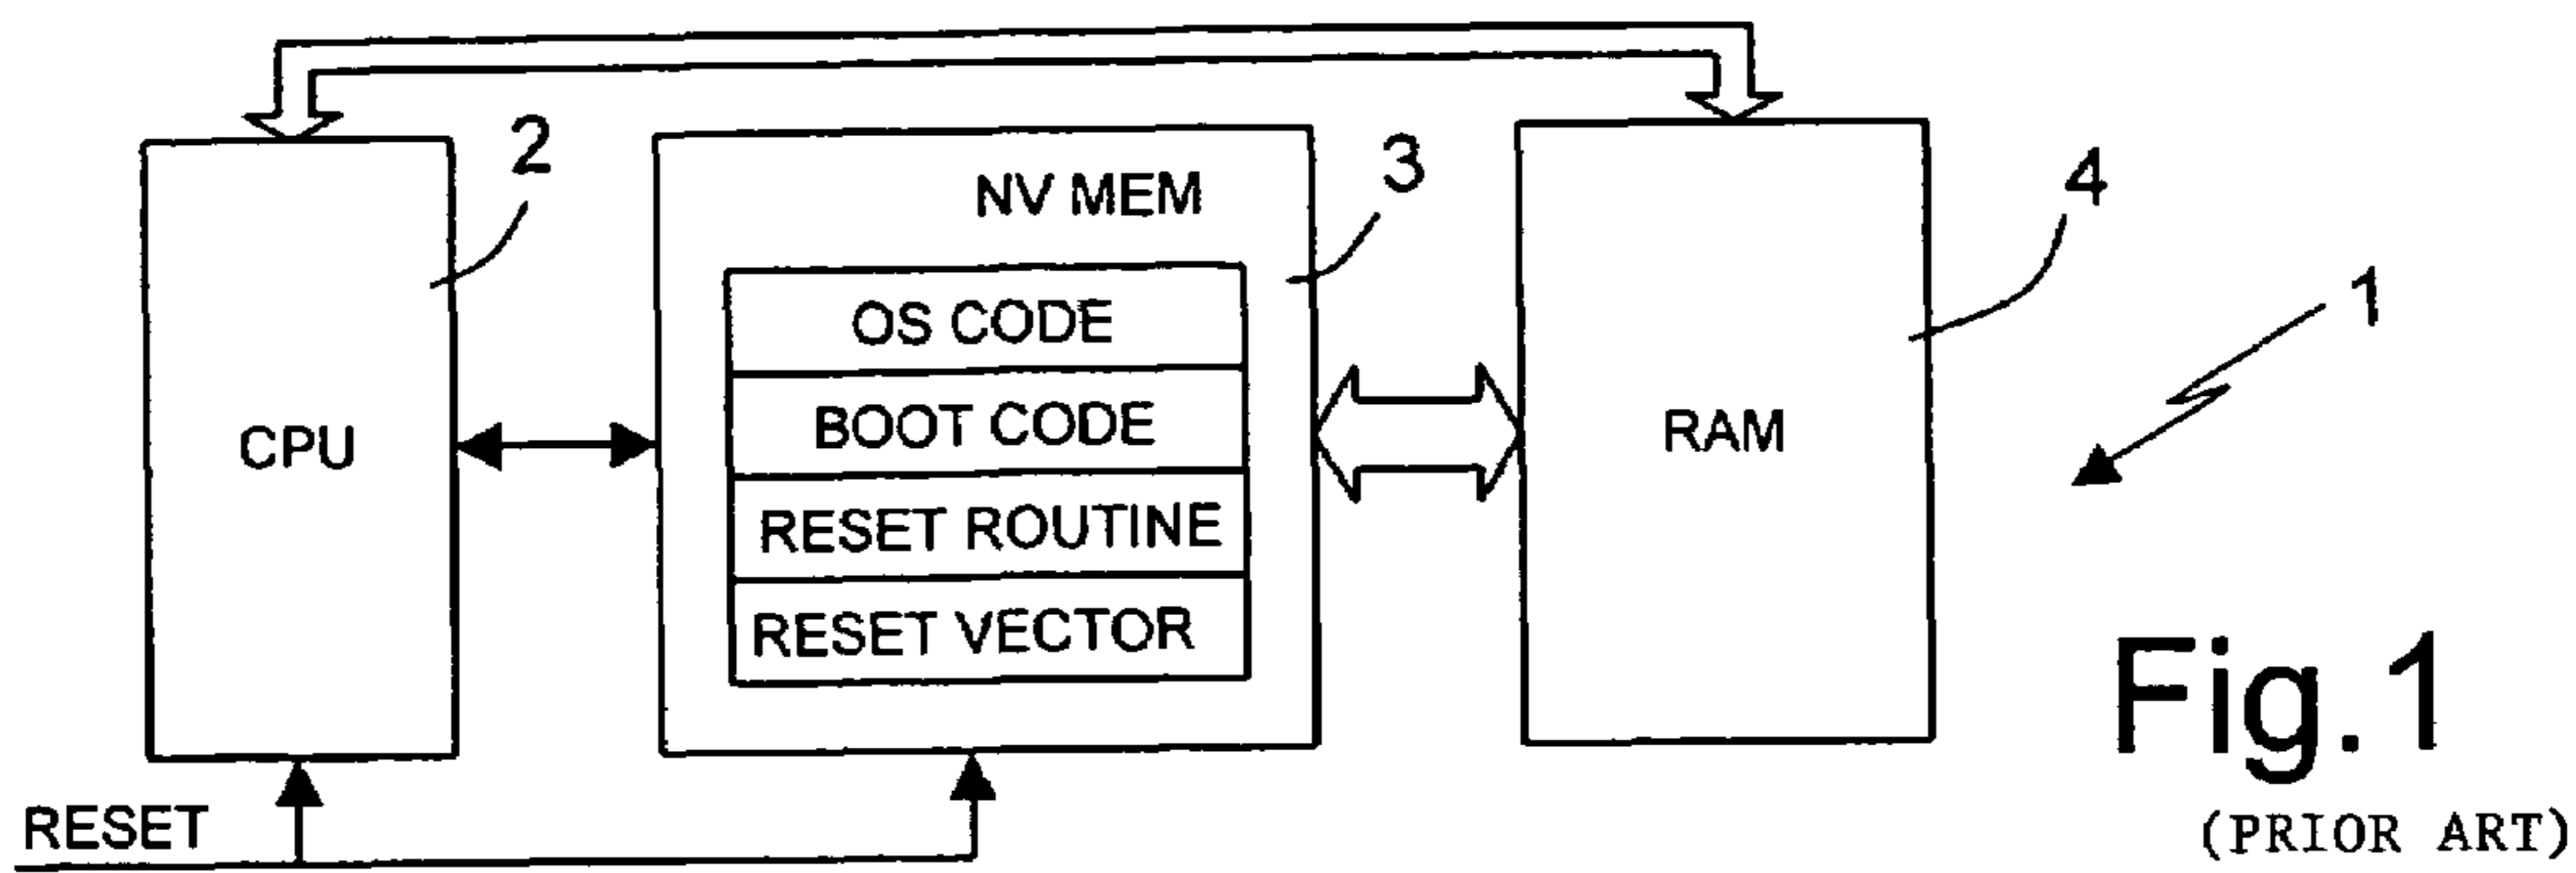 2
3
4
1
NV MEM
OS CODE
BOOT CODE
RESET ROUTINE
RESET VECTOR
CPU
RAM
RESET
Fig.1
(PRIOR ART)